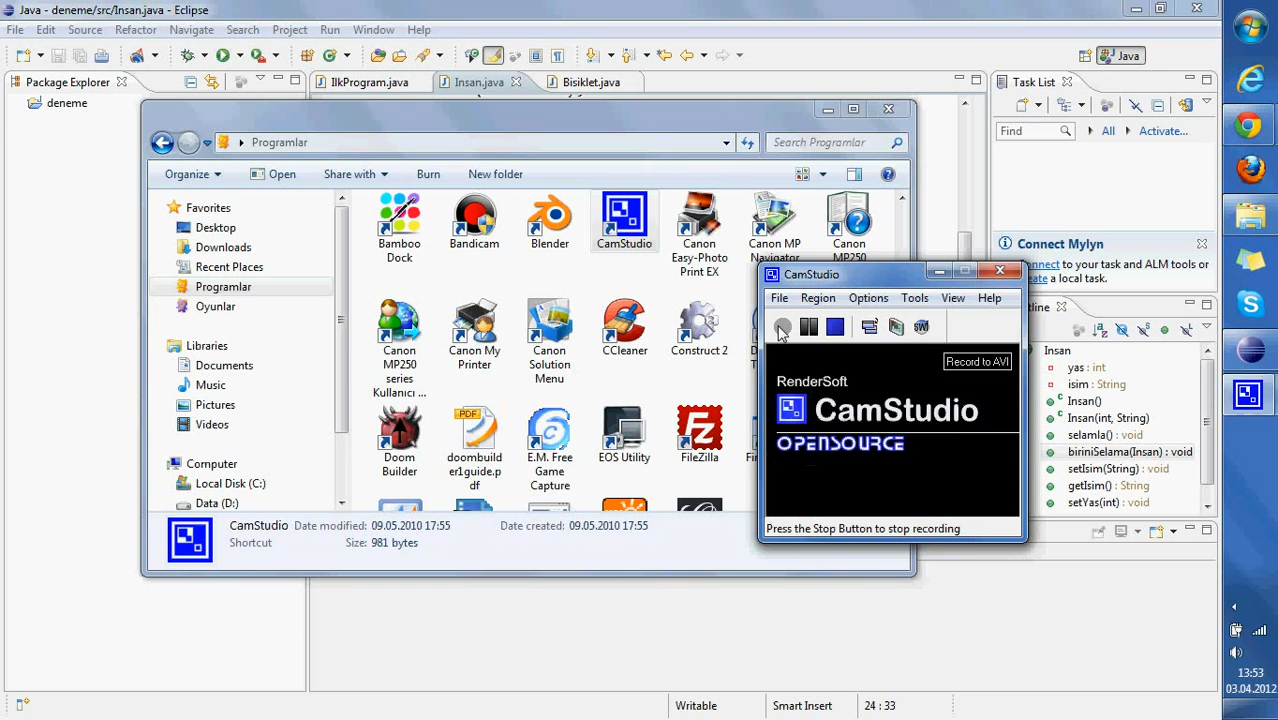 Java - deneme/src/Insan.java - Eclipse
File Edit Source Refactor Navigate Search Project Run Window Help
Java
Package Explorer
deneme
IlkProgram.java
Insan.java
Bisiklet.java
Task List
Find
All
Activate...
Connect Mylyn
Connect to your task and ALM tools or
create a local task.
Insan
yas : int
isim : String
Insan()
Insan(int, String)
selamla() : void
biriniSelama(Insan) : void
setIsim(String) : void
getIsim() : String
setYas(int) : void
Programlar
Search Programlar
Organize Open Share with Burn New folder
Favorites
Desktop
Downloads
Recent Places
Programlar
Oyunlar
Libraries
Documents
Music
Pictures
Videos
Computer
Local Disk (C:)
Data (D:)
Bamboo
Dock
Bandicam
Blender
CamStudio
Canon
Easy-Photo
Print EX
Canon MP
Navigator
Canon
MP250
Canon
MP250
series
Kullanıcı ...
Canon My
Printer
Canon
Solution
Menu
CCleaner
Construct 2
Doom
Builder
PDF
doombuild
er1guide.p
df
E.M. Free
Game
Capture
EOS Utility
FileZilla
CamStudio Date modified: 09.05.2010 17:55 Date created: 09.05.2010 17:55
Shortcut Size: 981 bytes
CamStudio
File Region Options Tools View Help
SW
Record to AVI
RenderSoft
CamStudio
OPENSOURCE
Press the Stop Button to stop recording
Writable
Smart Insert
24 : 33
13:53
03.04.2012